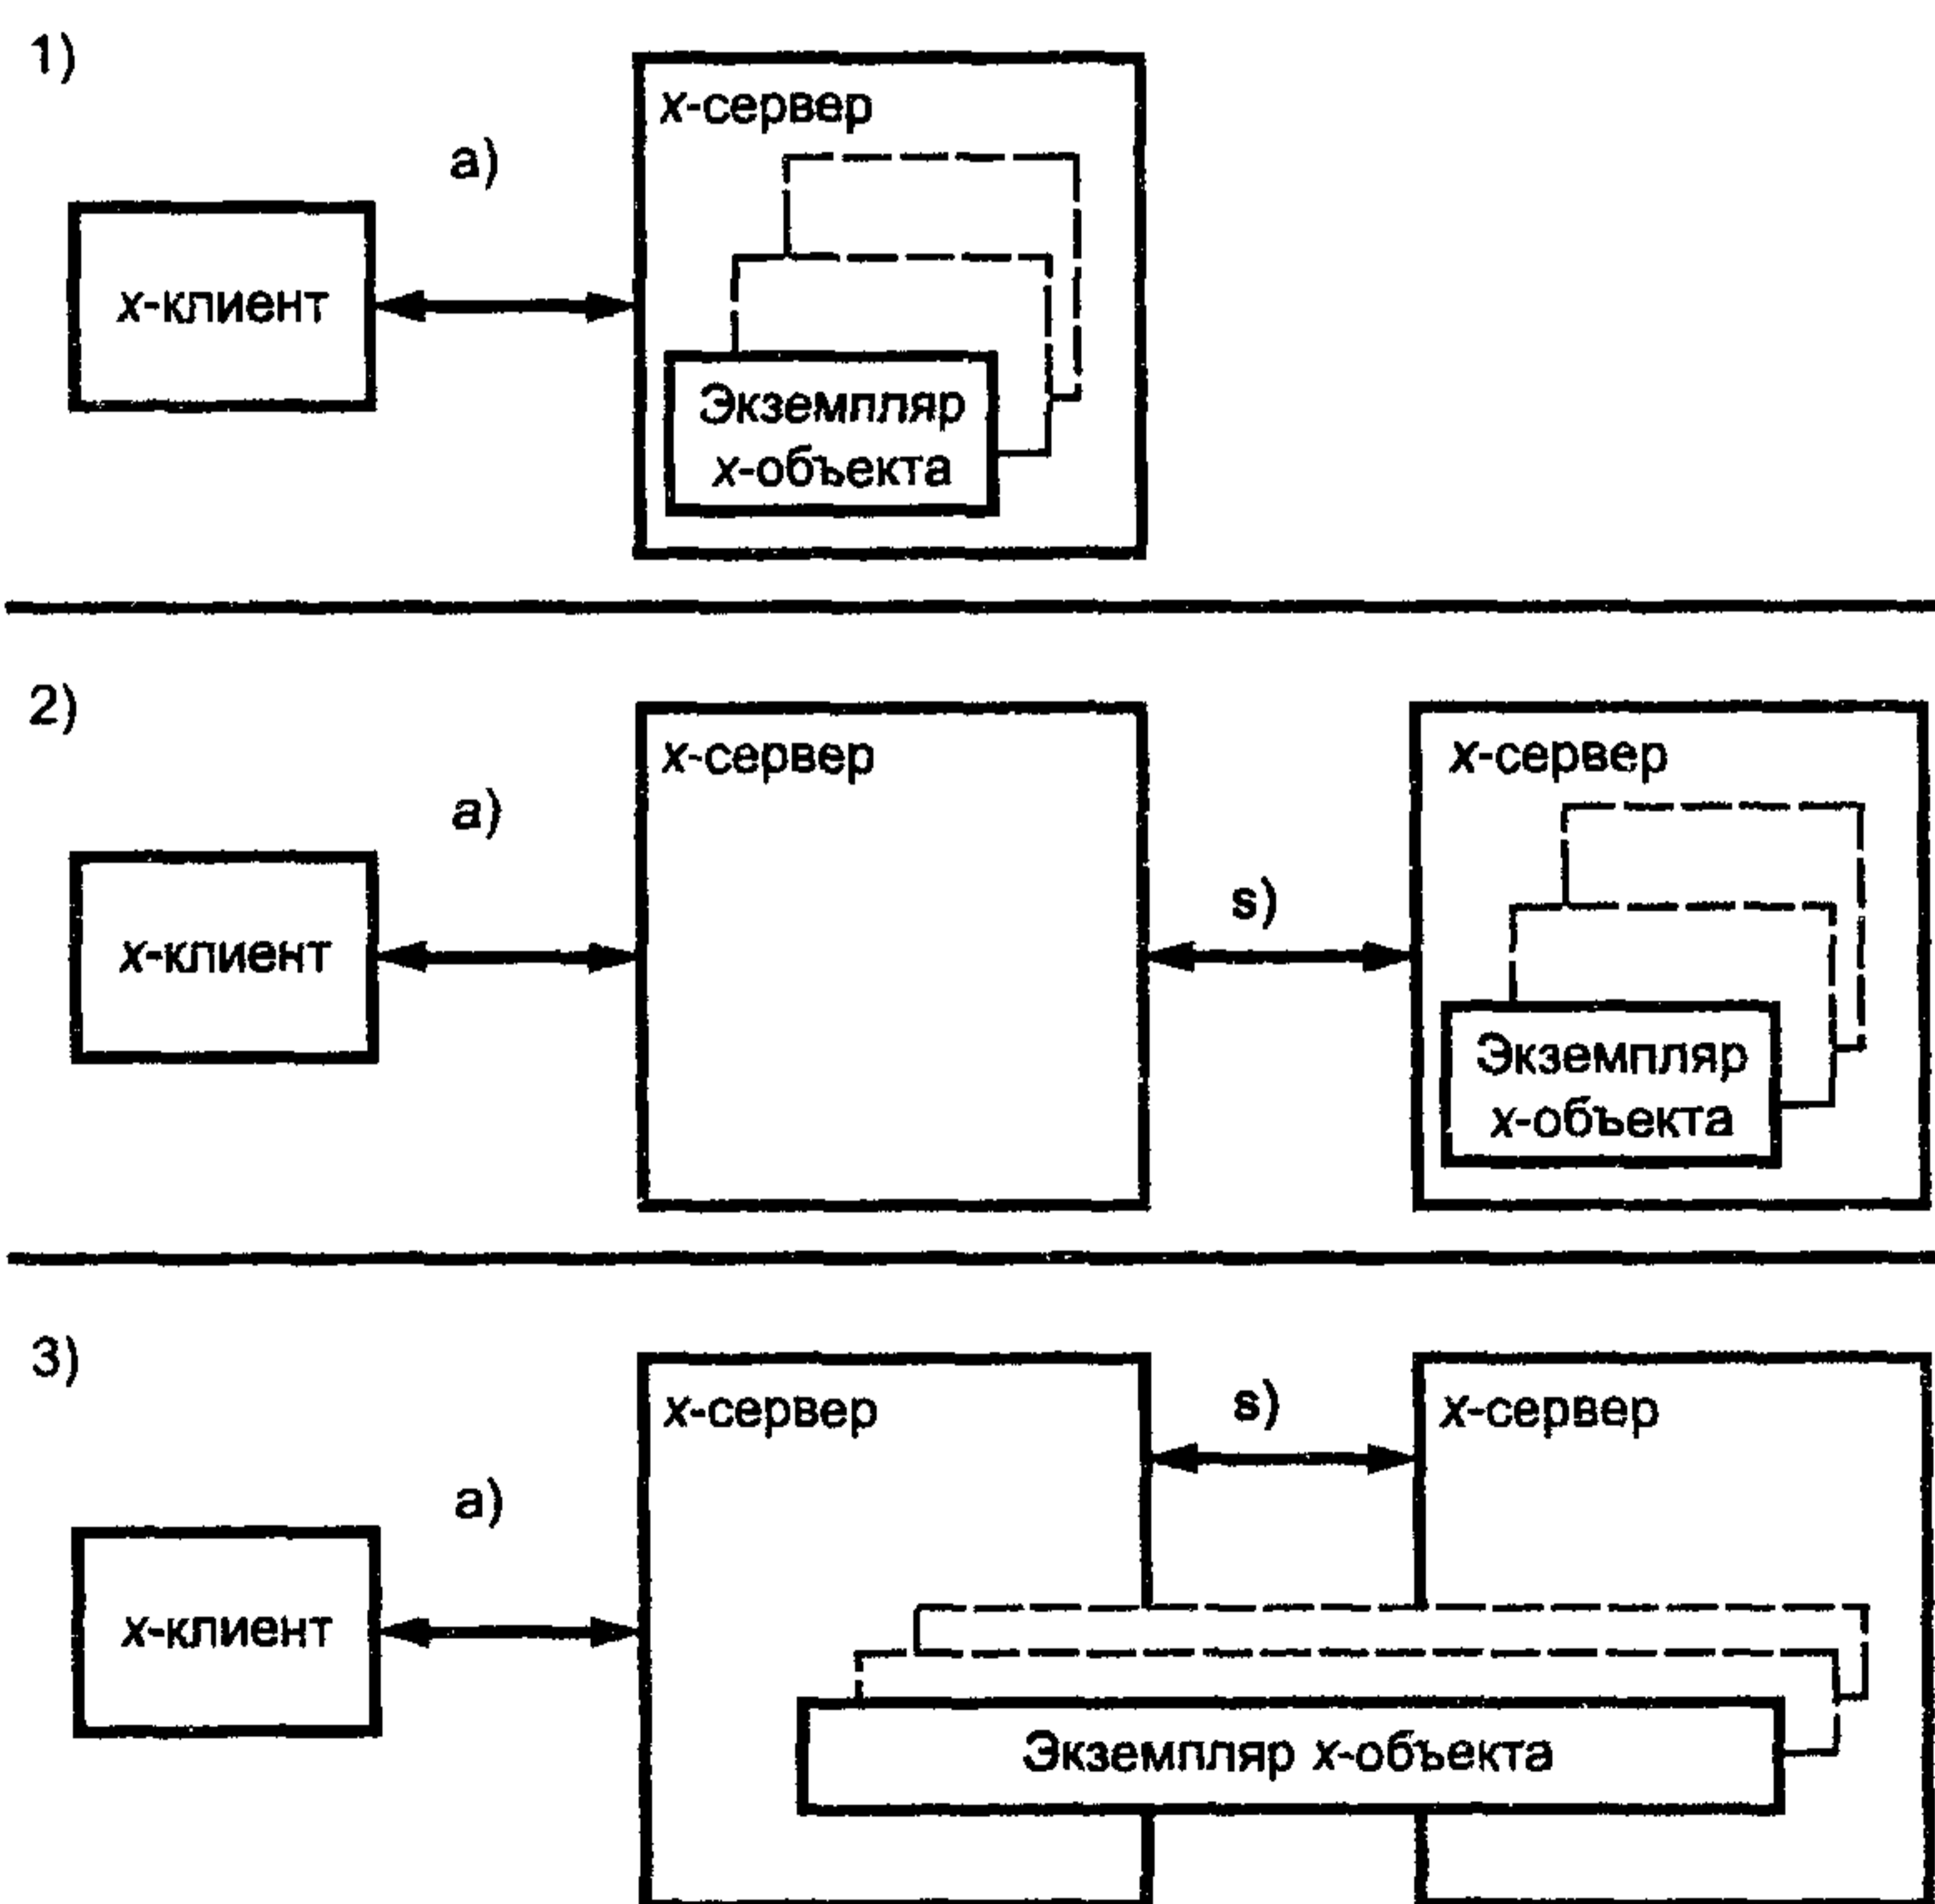 1)
x-сервер
a)
x-клиент
Экземпляр
x-объекта
2)
x-сервер
x-сервер
a)
s)
x-клиент
Экземпляр
x-объекта
3)
x-сервер
s)
x-сервер
a)
x-клиент
Экземпляр x-объекта